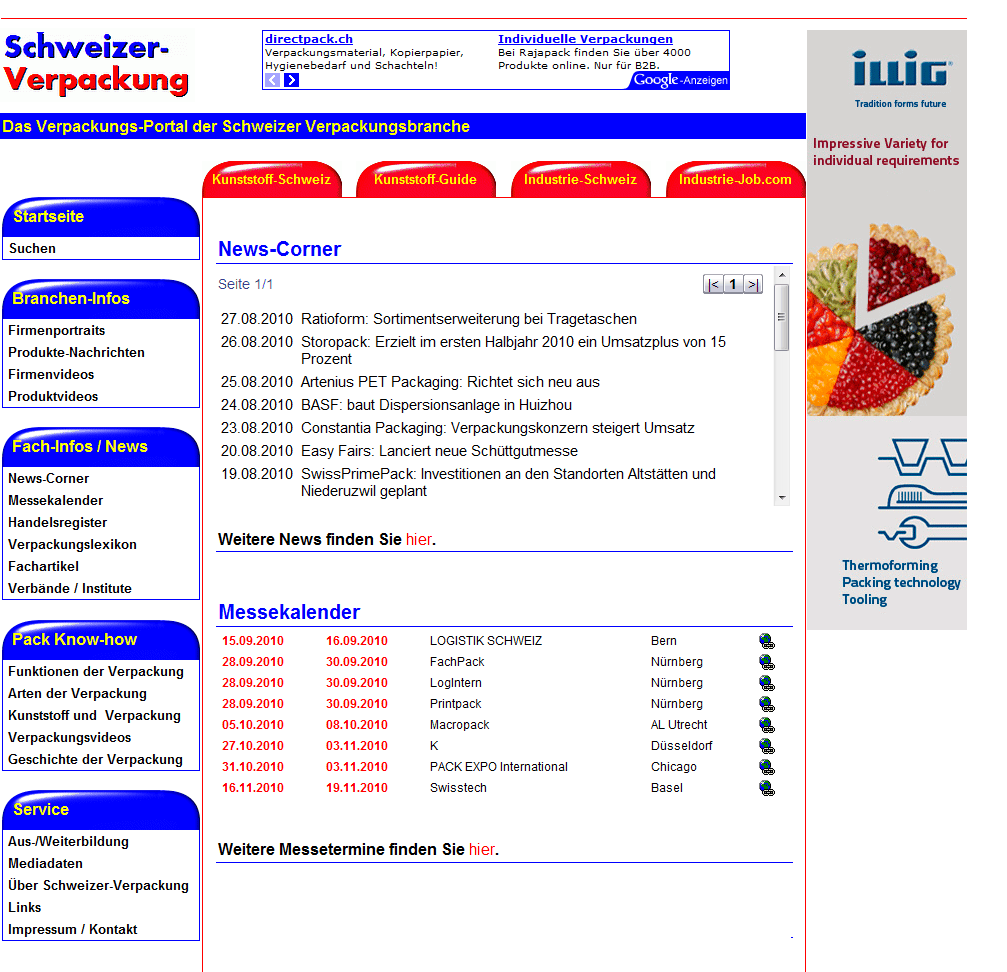 Schweizer-
Verpackung
directpack.ch
Verpackungsmaterial, Kopierpapier,
Hygienebedarf und Schachteln!
Individuelle Verpackungen
Bei Rajapack finden Sie über 4000
Produkte online. Nur für B2B.
Google-Anzeigen
illig
Tradition forms future
Impressive Variety for
individual requirements
Das Verpackungs-Portal der Schweizer Verpackungsbranche
Kunststoff-Schweiz
Kunststoff-Guide
Industrie-Schweiz
Industrie-Job.com
Startseite
Suchen
Branchen-Infos
Firmenportraits
Produkte-Nachrichten
Firmenvideos
Produktvideos
Fach-Infos / News
News-Corner
Messekalender
Handelsregister
Verpackungslexikon
Fachartikel
Verbände / Institute
Pack Know-how
Funktionen der Verpackung
Arten der Verpackung
Kunststoff und Verpackung
Verpackungsvideos
Geschichte der Verpackung
Service
Aus-/Weiterbildung
Mediadaten
Über Schweizer-Verpackung
Links
Impressum / Kontakt
News-Corner
Seite 1/1 |< 1 >|
27.08.2010 Ratioform: Sortimentserweiterung bei Tragetaschen
26.08.2010 Storopack: Erzielt im ersten Halbjahr 2010 ein Umsatzplus von 15
Prozent
25.08.2010 Artenius PET Packaging: Richtet sich neu aus
24.08.2010 BASF: baut Dispersionsanlage in Huizhou
23.08.2010 Constantia Packaging: Verpackungskonzern steigert Umsatz
20.08.2010 Easy Fairs: Lanciert neue Schüttgutmesse
19.08.2010 SwissPrimePack: Investitionen an den Standorten Altstätten und
Niederuzwil geplant
Weitere News finden Sie hier.
Messekalender
15.09.2010 16.09.2010 LOGISTIK SCHWEIZ Bern
28.09.2010 30.09.2010 FachPack Nürnberg
28.09.2010 30.09.2010 LogIntern Nürnberg
28.09.2010 30.09.2010 Printpack Nürnberg
05.10.2010 08.10.2010 Macropack AL Utrecht
27.10.2010 03.11.2010 K Düsseldorf
31.10.2010 03.11.2010 PACK EXPO International Chicago
16.11.2010 19.11.2010 Swisstech Basel
Weitere Messetermine finden Sie hier.
.
Thermoforming
Packing technology
Tooling